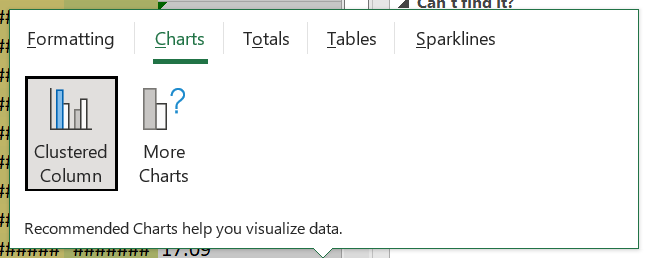 Can't find it?
Formatting Charts Totals Tables Sparklines
Clustered Column
More Charts
Recommended Charts help you visualize data.
###### ####### 17.09